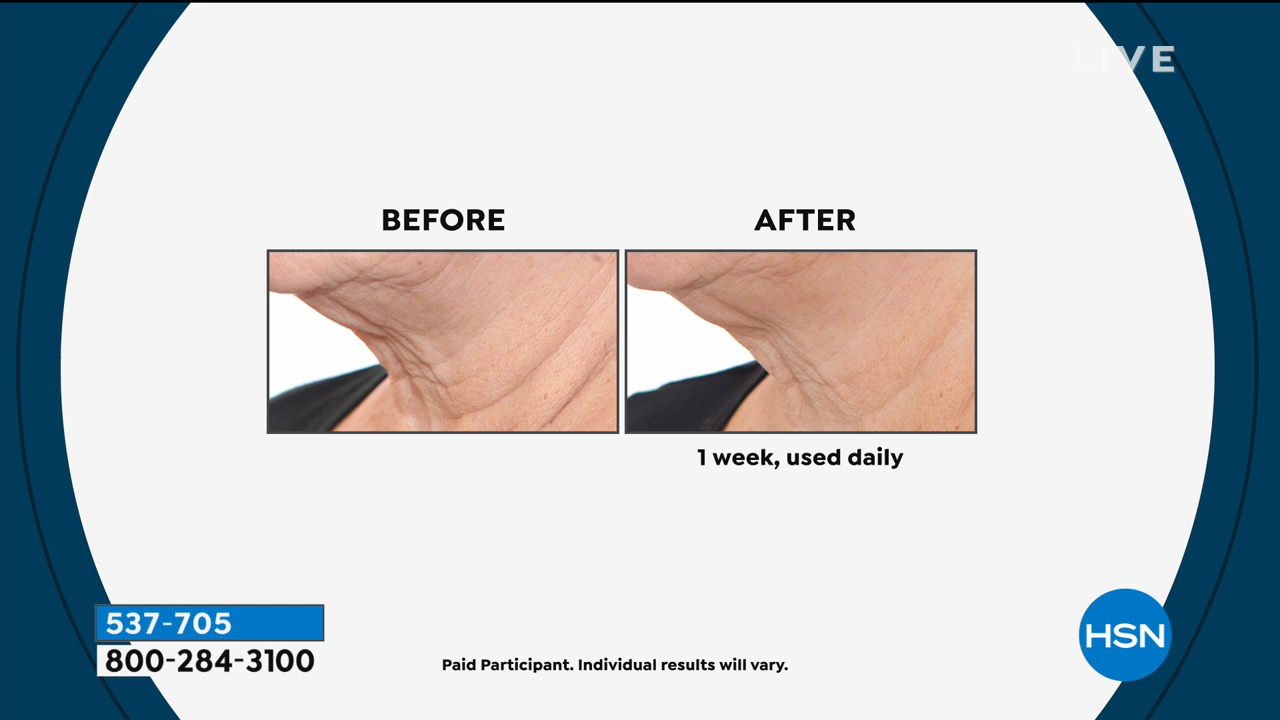 LIVE
BEFORE
AFTER
1 week, used daily
537-705
800-284-3100
Paid Participant. Individual results will vary.
HSN